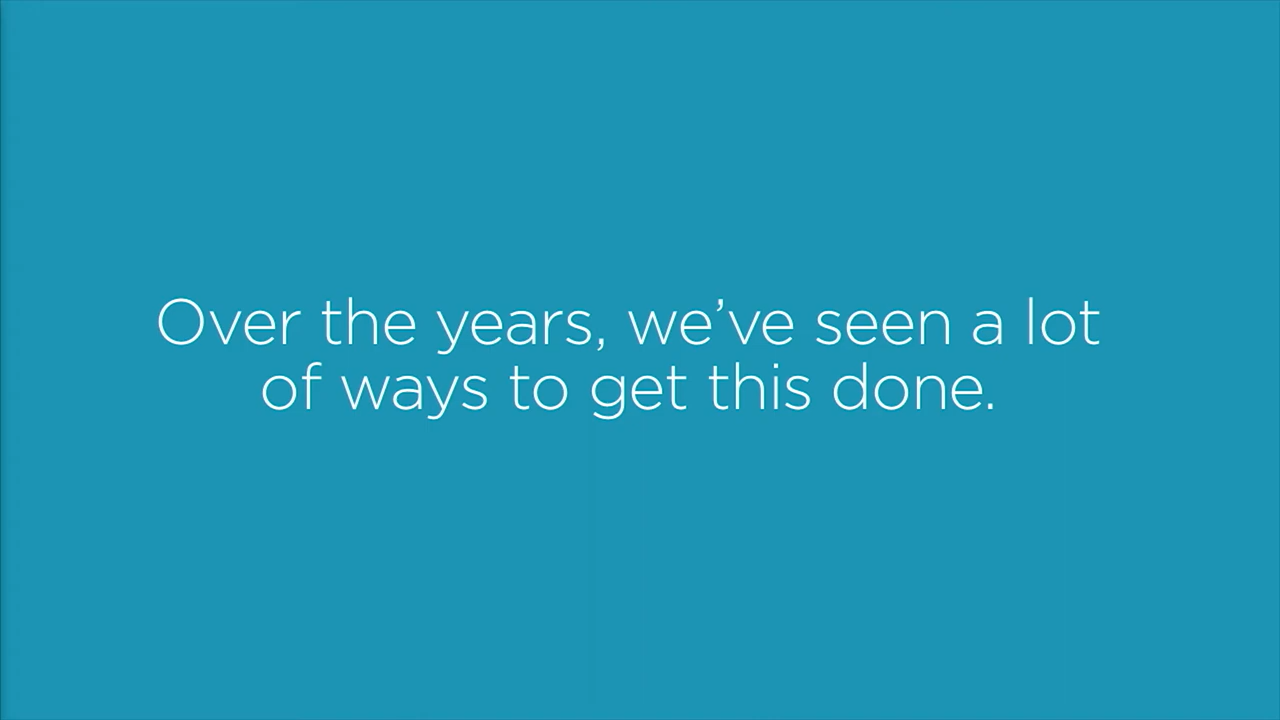 Over the years, we’ve seen a lot
of ways to get this done.